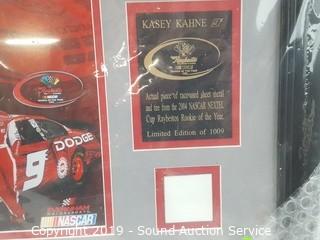 KASEY KAHNE
Raybestos
Actual piece of race-used sheet metal
and tire from the 2004 NASCAR NEXTEL
Cup Raybestos Rookie of the Year.
Limited Edition of 1009
DODGE
9
NASCAR
Copyright 2019 - Sound Auction Service